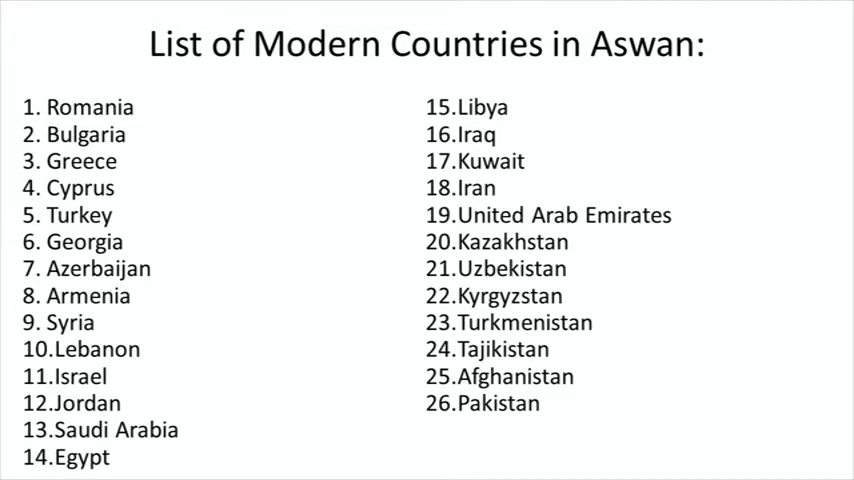 List of Modern Countries in Aswan:
1. Romania
2. Bulgaria
3. Greece
4. Cyprus
5. Turkey
6. Georgia
7. Azerbaijan
8. Armenia
9. Syria
10.Lebanon
11.Israel
12.Jordan
13.Saudi Arabia
14.Egypt
15.Libya
16.Iraq
17.Kuwait
18.Iran
19.United Arab Emirates
20.Kazakhstan
21.Uzbekistan
22.Kyrgyzstan
23.Turkmenistan
24.Tajikistan
25.Afghanistan
26.Pakistan